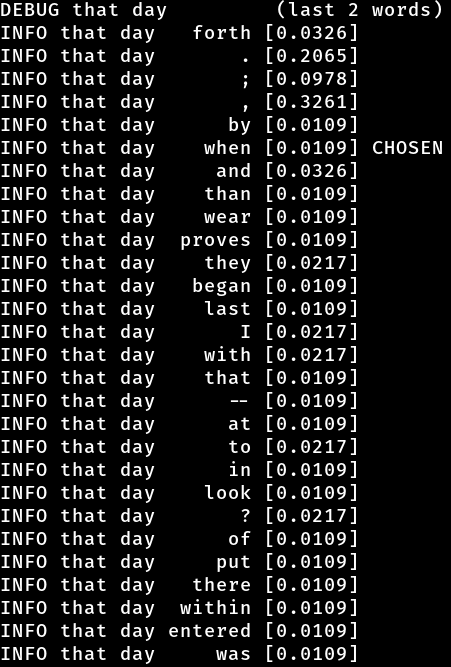 DEBUG that day         (last 2 words)
INFO that day   forth [0.0326]
INFO that day       . [0.2065]
INFO that day       ; [0.0978]
INFO that day       , [0.3261]
INFO that day      by [0.0109]
INFO that day    when [0.0109] CHOSEN
INFO that day     and [0.0326]
INFO that day    than [0.0109]
INFO that day    wear [0.0109]
INFO that day  proves [0.0109]
INFO that day    they [0.0217]
INFO that day   began [0.0109]
INFO that day    last [0.0109]
INFO that day       I [0.0217]
INFO that day    with [0.0217]
INFO that day    that [0.0109]
INFO that day      -- [0.0109]
INFO that day      at [0.0109]
INFO that day      to [0.0217]
INFO that day      in [0.0109]
INFO that day    look [0.0109]
INFO that day       ? [0.0217]
INFO that day      of [0.0109]
INFO that day     put [0.0109]
INFO that day   there [0.0109]
INFO that day  within [0.0109]
INFO that day entered [0.0109]
INFO that day     was [0.0109]